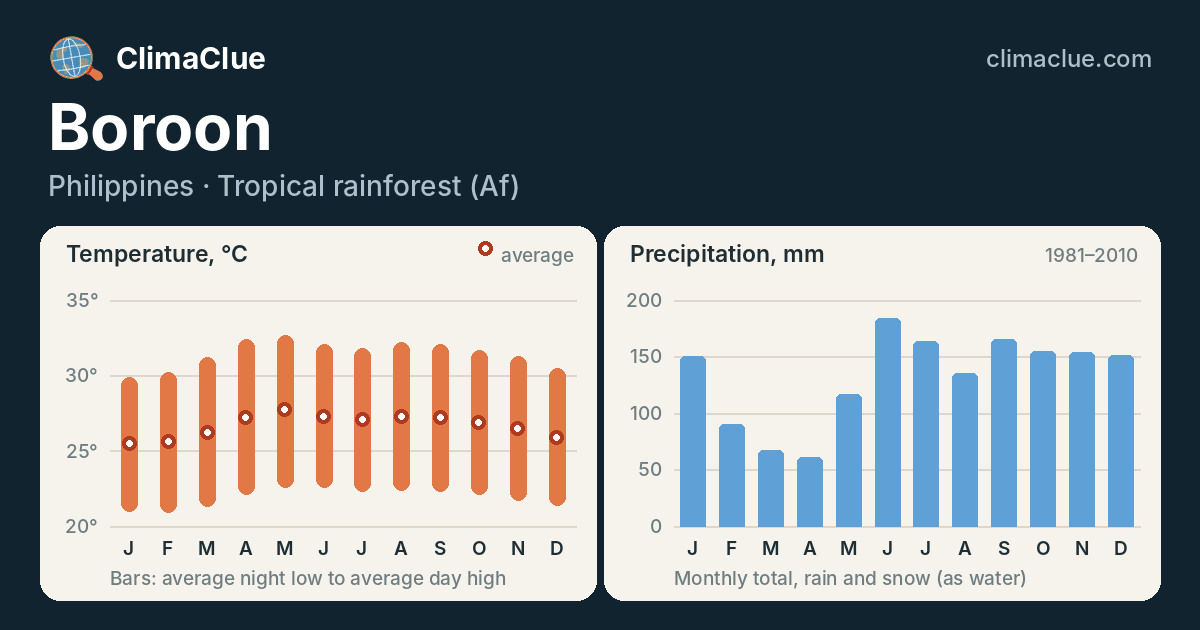 ClimaClue
climaclue.com
Boroon
Philippines · Tropical rainforest (Af)
Temperature, °C
average
35°
30°
25°
20°
J F M A M J J A S O N D
Bars: average night low to average day high
Precipitation, mm
1981–2010
200
150
100
50
0
J F M A M J J A S O N D
Monthly total, rain and snow (as water)